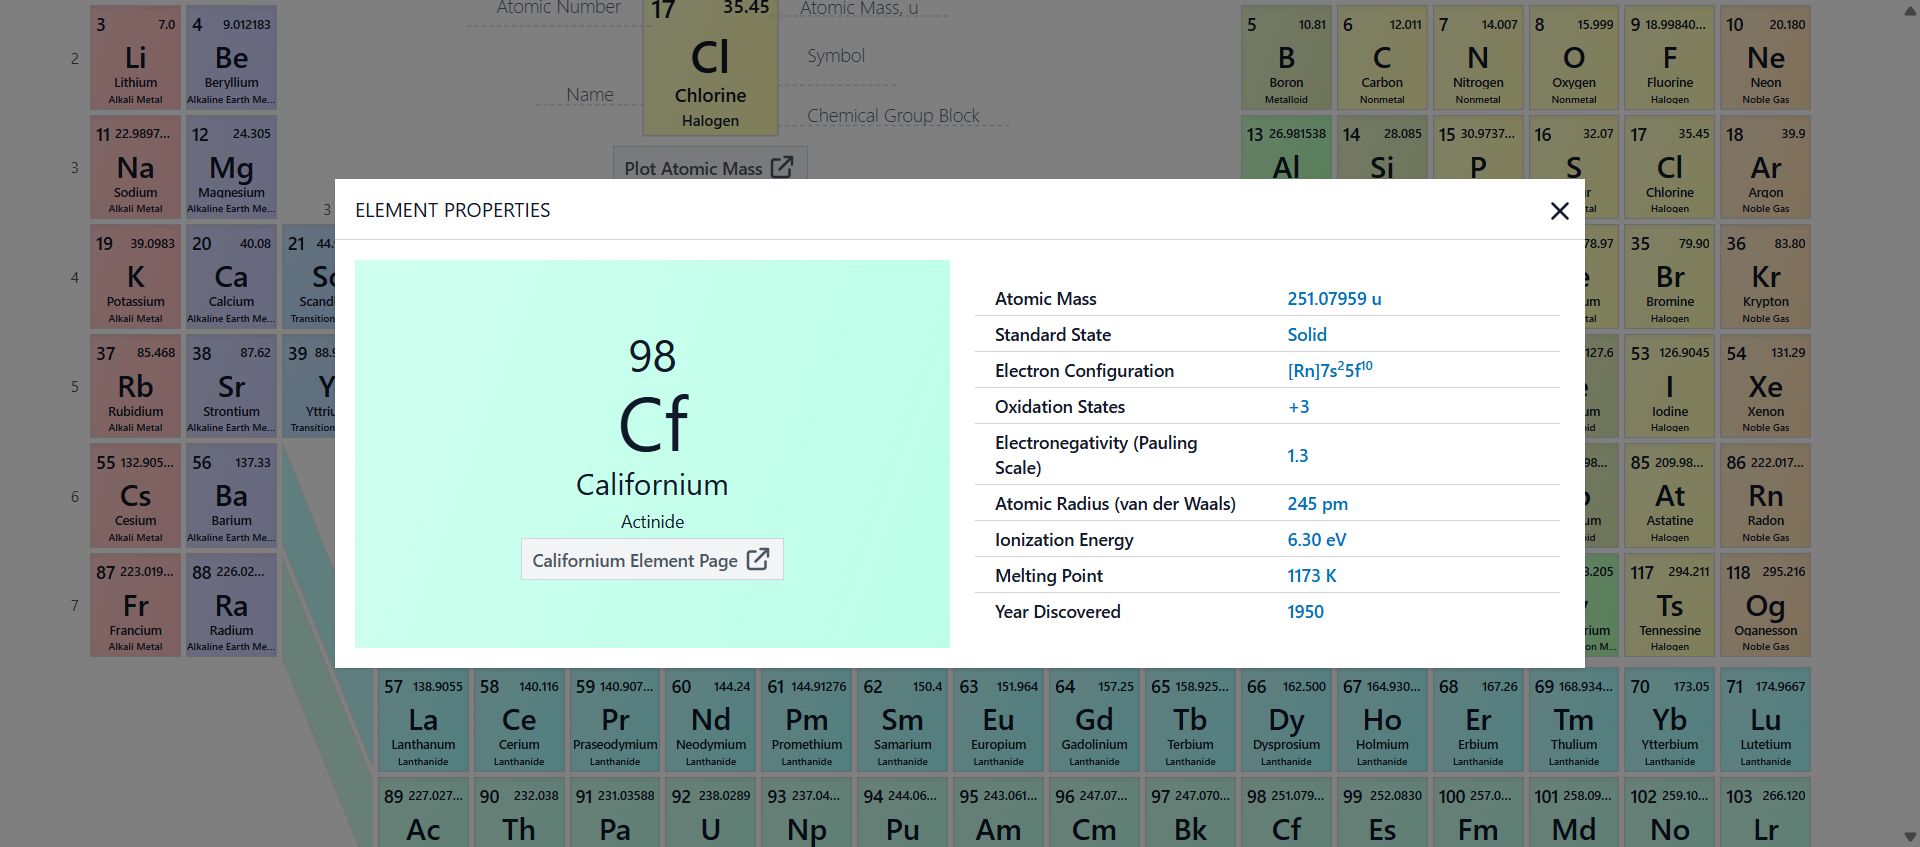 Atomic Number
17 35.45
Atomic Mass, u
Cl
Symbol
Name
Chlorine
Halogen
Chemical Group Block
Plot Atomic Mass
2
3 7.0
Li
Lithium
Alkali Metal
4 9.012183
Be
Beryllium
Alkaline Earth Me...
5 10.81
B
Boron
Metalloid
6 12.011
C
Carbon
Nonmetal
7 14.007
N
Nitrogen
Nonmetal
8 15.999
O
Oxygen
Nonmetal
9 18.99840...
F
Fluorine
Halogen
10 20.180
Ne
Neon
Noble Gas
3
11 22.9897...
Na
Sodium
Alkali Metal
12 24.305
Mg
Magnesium
Alkaline Earth Me...
3
13 26.981538
Al
14 28.085
Si
15 30.9737...
P
16 32.07
S
17 35.45
Cl
Chlorine
Halogen
18 39.9
Ar
Argon
Noble Gas
ELEMENT PROPERTIES
98
Cf
Californium
Actinide
Californium Element Page
Atomic Mass 251.07959 u
Standard State Solid
Electron Configuration [Rn]7s²5f¹⁰
Oxidation States +3
Electronegativity (Pauling
Scale) 1.3
Atomic Radius (van der Waals) 245 pm
Ionization Energy 6.30 eV
Melting Point 1173 K
Year Discovered 1950
4
19 39.0983
K
Potassium
Alkali Metal
20 40.08
Ca
Calcium
Alkaline Earth Me...
21 44.
Sc
Scandi
Transition
78.97
35 79.90
Br
Bromine
Halogen
36 83.80
Kr
Krypton
Noble Gas
5
37 85.468
Rb
Rubidium
Alkali Metal
38 87.62
Sr
Strontium
Alkaline Earth Me...
39 88.9
Y
Yttriu
Transition
127.6
53 126.9045
I
Iodine
Halogen
54 131.29
Xe
Xenon
Noble Gas
6
55 132.905...
Cs
Cesium
Alkali Metal
56 137.33
Ba
Barium
Alkaline Earth Me...
98...
85 209.98...
At
Astatine
Halogen
86 222.017...
Rn
Radon
Noble Gas
7
87 223.019...
Fr
Francium
Alkali Metal
88 226.02...
Ra
Radium
Alkaline Earth Me...
3.205
rium
on M...
117 294.211
Ts
Tennessine
Halogen
118 295.216
Og
Oganesson
Noble Gas
57 138.9055
La
Lanthanum
Lanthanide
58 140.116
Ce
Cerium
Lanthanide
59 140.907...
Pr
Praseodymium
Lanthanide
60 144.24
Nd
Neodymium
Lanthanide
61 144.91276
Pm
Promethium
Lanthanide
62 150.4
Sm
Samarium
Lanthanide
63 151.964
Eu
Europium
Lanthanide
64 157.25
Gd
Gadolinium
Lanthanide
65 158.925...
Tb
Terbium
Lanthanide
66 162.500
Dy
Dysprosium
Lanthanide
67 164.930...
Ho
Holmium
Lanthanide
68 167.26
Er
Erbium
Lanthanide
69 168.934...
Tm
Thulium
Lanthanide
70 173.05
Yb
Ytterbium
Lanthanide
71 174.9667
Lu
Lutetium
Lanthanide
89 227.027...
Ac
90 232.038
Th
91 231.03588
Pa
92 238.0289
U
93 237.04...
Np
94 244.06...
Pu
95 243.061...
Am
96 247.07...
Cm
97 247.070...
Bk
98 251.079...
Cf
99 252.0830
Es
100 257.0...
Fm
101 258.09...
Md
102 259.10...
No
103 266.120
Lr